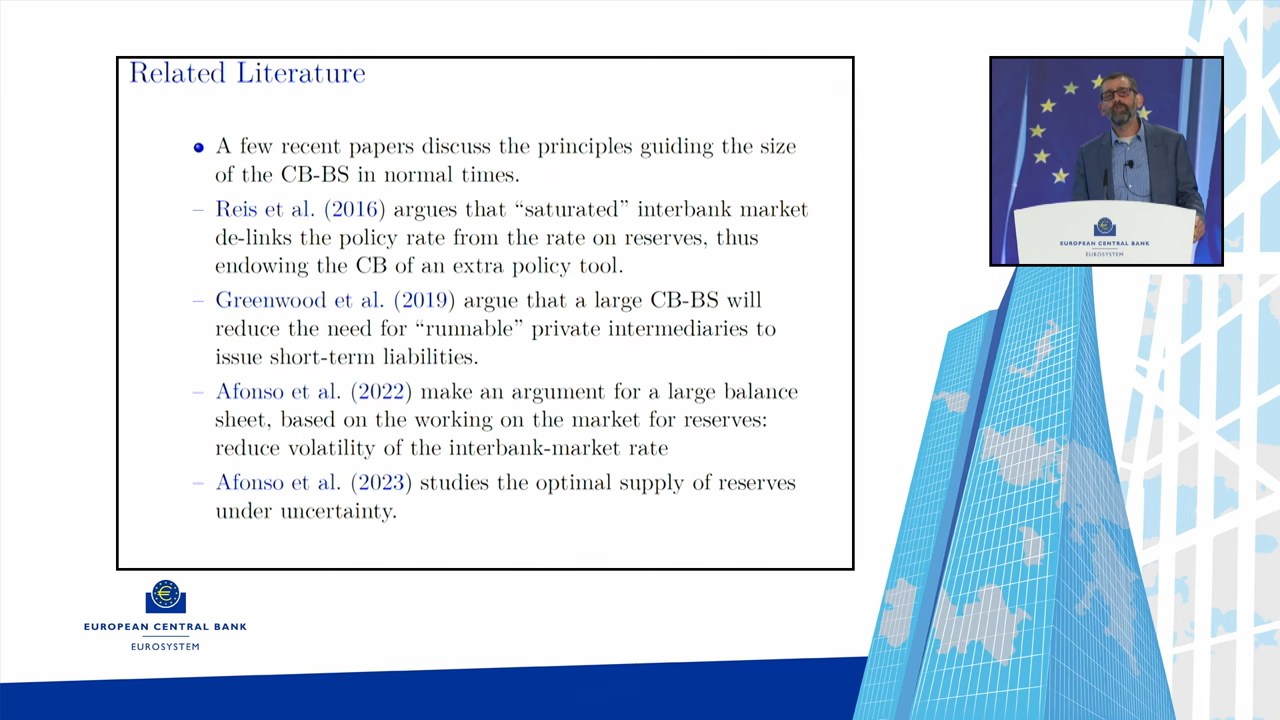 Related Literature
A few recent papers discuss the principles guiding the size
of the CB-BS in normal times.
– Reis et al. (2016) argues that “saturated” interbank market
de-links the policy rate from the rate on reserves, thus
endowing the CB of an extra policy tool.
– Greenwood et al. (2019) argue that a large CB-BS will
reduce the need for “runnable” private intermediaries to
issue short-term liabilities.
– Afonso et al. (2022) make an argument for a large balance
sheet, based on the working on the market for reserves:
reduce volatility of the interbank-market rate
– Afonso et al. (2023) studies the optimal supply of reserves
under uncertainty.
EUROPEAN CENTRAL BANK
EUROSYSTEM
EUROPEAN CENTRAL BANK
EUROSYSTEM